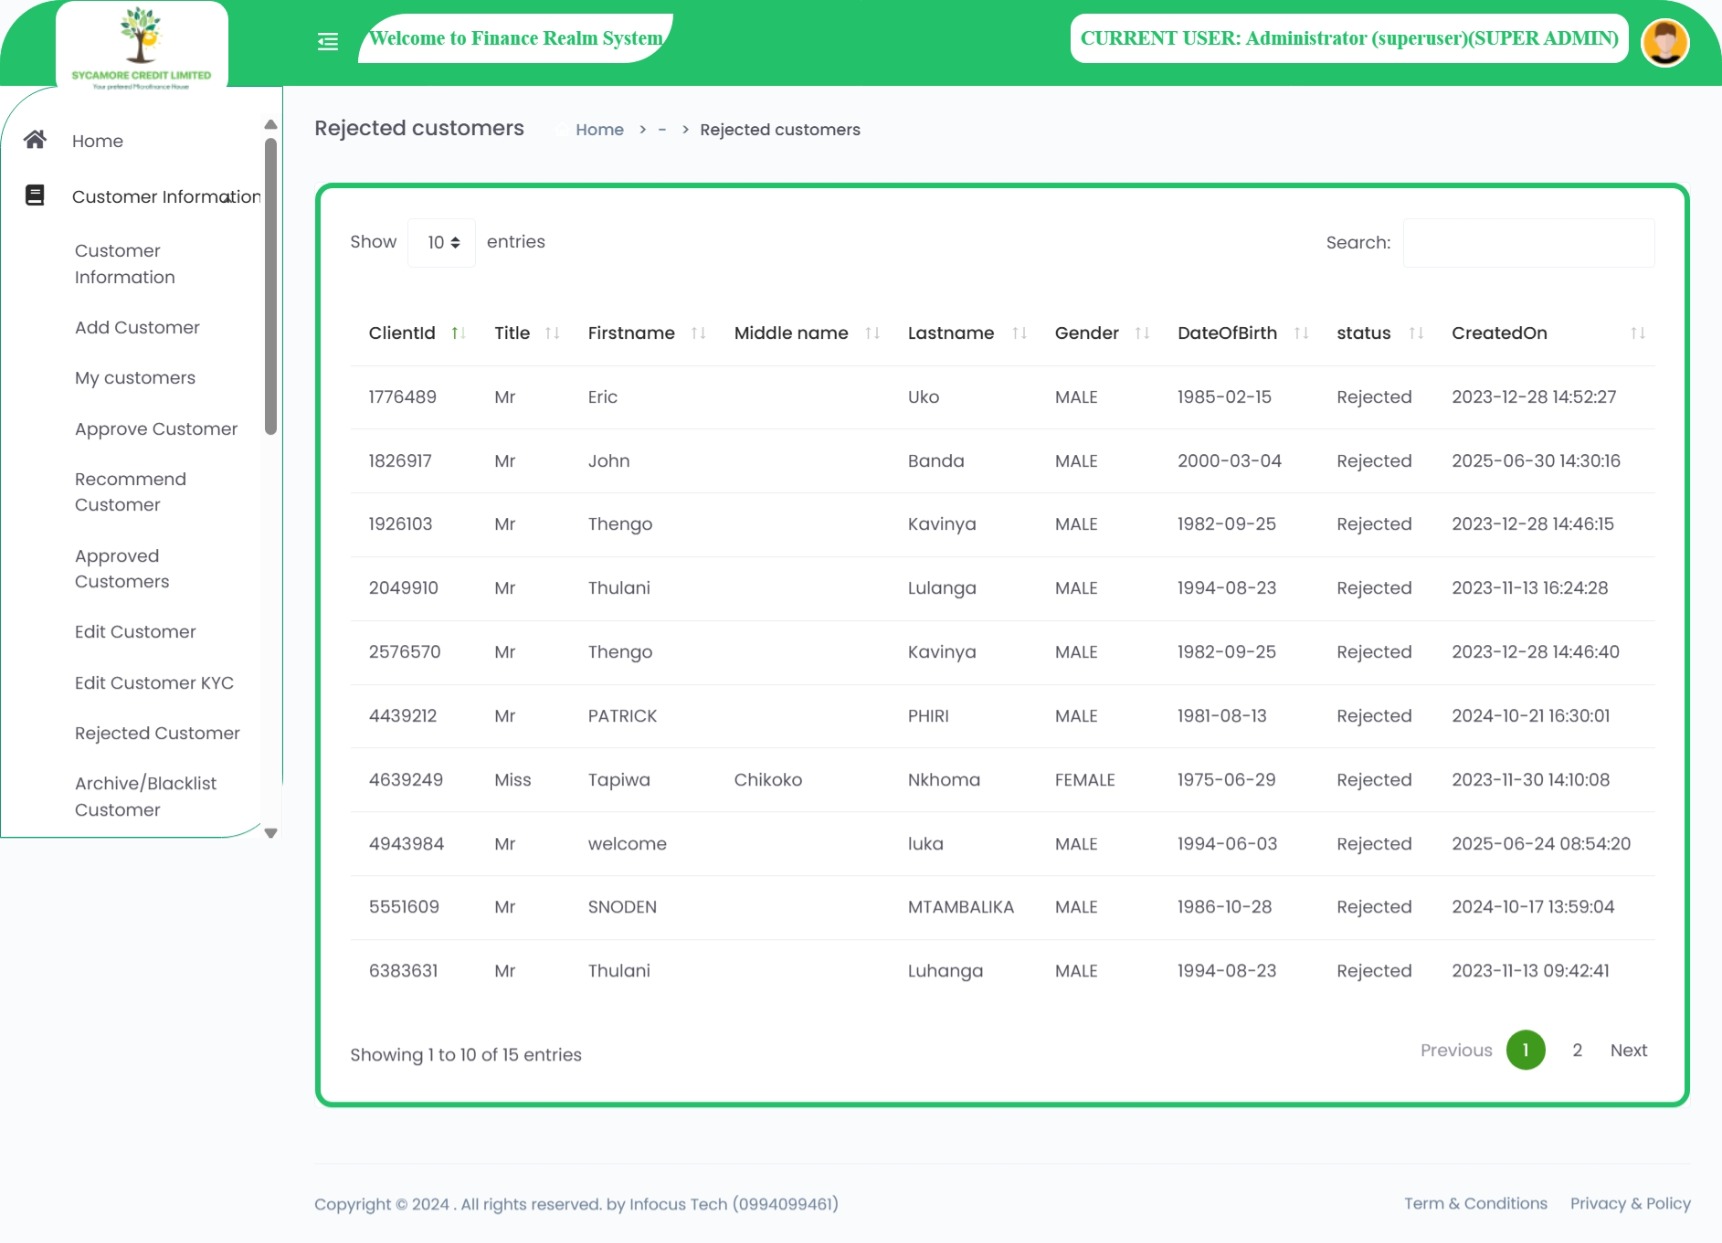 SYCAMORE CREDIT LIMITED
Your prefered Microfinance House
Welcome to Finance Realm System
CURRENT USER: Administrator (superuser)(SUPER ADMIN)
Home
Customer Information
Customer
Information
Add Customer
My customers
Approve Customer
Recommend
Customer
Approved
Customers
Edit Customer
Edit Customer KYC
Rejected Customer
Archive/Blacklist
Customer
Rejected customers Home > - > Rejected customers
Show 10 entries Search:
ClientId Title Firstname Middle name Lastname Gender DateOfBirth status CreatedOn
1776489 Mr Eric Uko MALE 1985-02-15 Rejected 2023-12-28 14:52:27
1826917 Mr John Banda MALE 2000-03-04 Rejected 2025-06-30 14:30:16
1926103 Mr Thengo Kavinya MALE 1982-09-25 Rejected 2023-12-28 14:46:15
2049910 Mr Thulani Lulanga MALE 1994-08-23 Rejected 2023-11-13 16:24:28
2576570 Mr Thengo Kavinya MALE 1982-09-25 Rejected 2023-12-28 14:46:40
4439212 Mr PATRICK PHIRI MALE 1981-08-13 Rejected 2024-10-21 16:30:01
4639249 Miss Tapiwa Chikoko Nkhoma FEMALE 1975-06-29 Rejected 2023-11-30 14:10:08
4943984 Mr welcome luka MALE 1994-06-03 Rejected 2025-06-24 08:54:20
5551609 Mr SNODEN MTAMBALIKA MALE 1986-10-28 Rejected 2024-10-17 13:59:04
6383631 Mr Thulani Luhanga MALE 1994-08-23 Rejected 2023-11-13 09:42:41
Showing 1 to 10 of 15 entries
Previous 1 2 Next
Copyright © 2024 . All rights reserved. by Infocus Tech (0994099461)
Term & Conditions Privacy & Policy